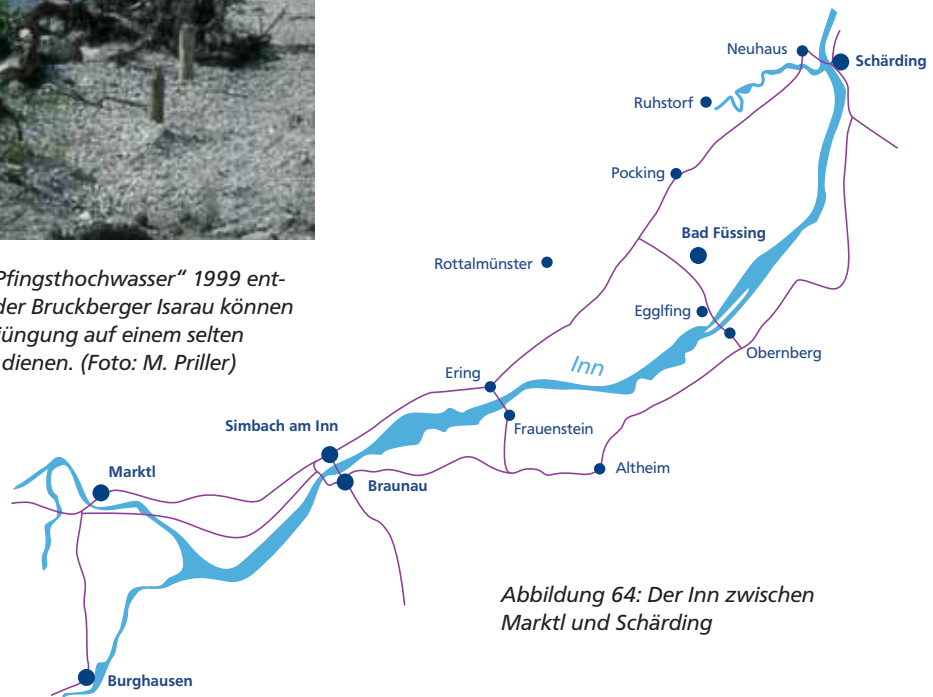 Neuhaus
Schärding
Ruhstorf
Pocking
Bad Füssing
Rottalmünster
Egglfing
Obernberg
Pfingsthochwasser“ 1999 ent-
der Bruckberger Isarau können
jüngung auf einem selten
dienen. (Foto: M. Priller)
Inn
Ering
Frauenstein
Simbach am Inn
Altheim
Marktl
Braunau
Abbildung 64: Der Inn zwischen
Marktl und Schärding
Burghausen